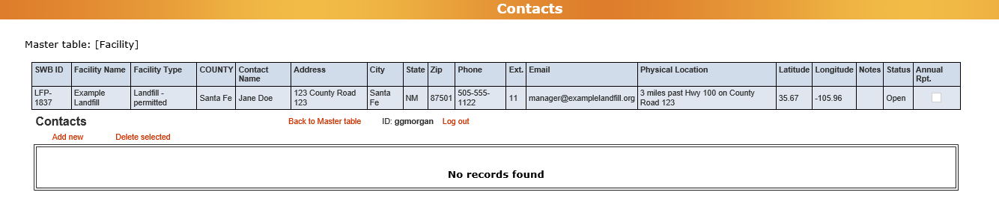 Contacts
Master table: [Facility]
SWB ID Facility Name Facility Type COUNTY Contact Name Address City State Zip Phone Ext. Email Physical Location Latitude Longitude Notes Status Annual Rpt.
LFP-1837 Example Landfill Landfill - permitted Santa Fe Jane Doe 123 County Road 123 Santa Fe NM 87501 505-555-1122 11 manager@examplelandfill.org 3 miles past Hwy 100 on County Road 123 35.67 -105.96 Open
Contacts Back to Master table ID: ggmorgan Log out
Add new Delete selected
No records found